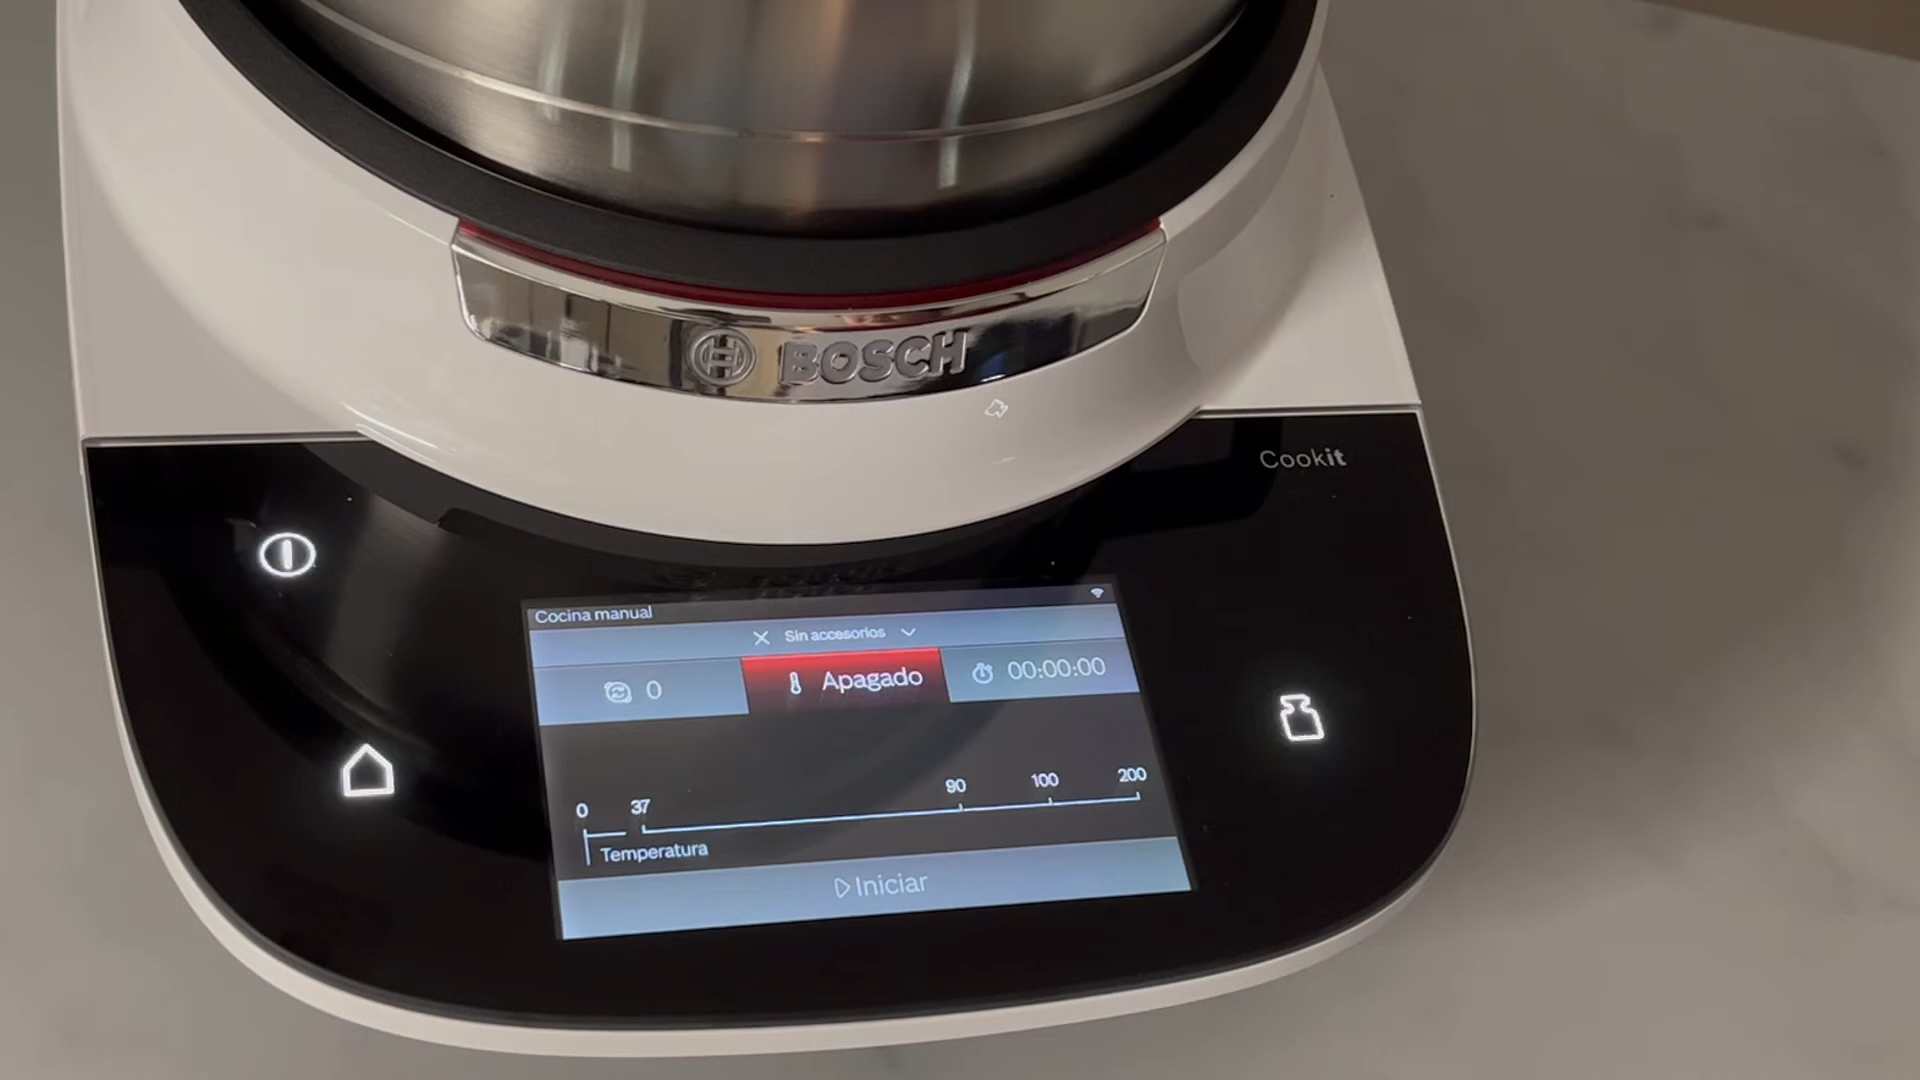 BOSCH
Cookit
Cocina manual
Sin accesorios
0
Apagado
00:00:00
0 37 90 100 200
Temperatura
Iniciar